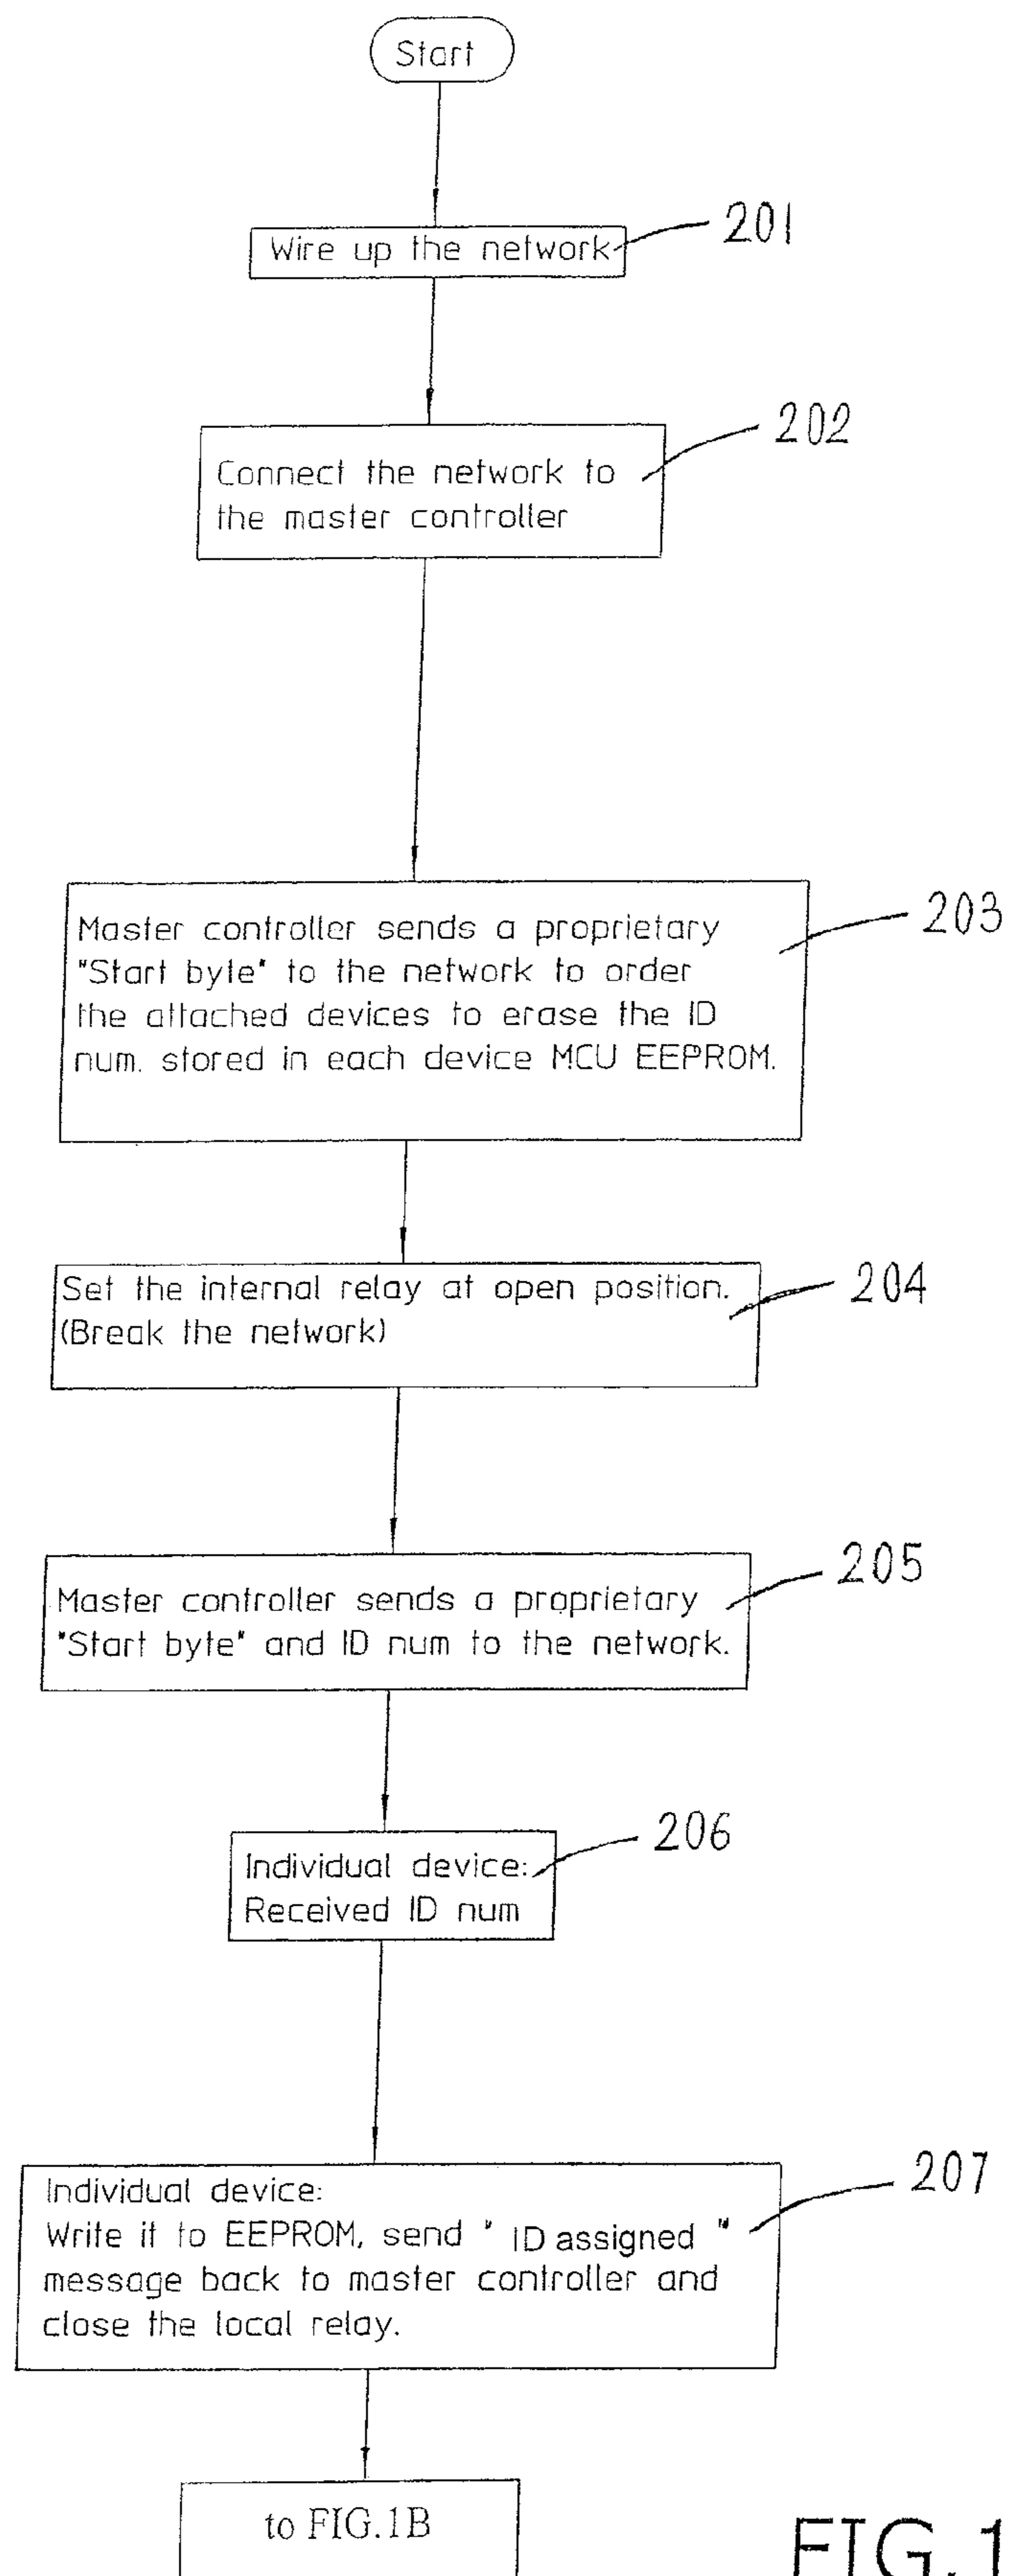 Start
Wire up the network
201
202
Connect the network to
the master controller
203
Master controller sends a proprietary
"Start byte" to the network to order
the attached devices to erase the ID
num. stored in each device MCU EEPROM.
204
Set the internal relay at open position.
(Break the network)
205
Master controller sends a proprietary
"Start byte" and ID num to the network.
206
Individual device:
Received ID num
207
Individual device:
Write it to EEPROM, send " ID assigned "
message back to master controller and
close the local relay.
to FIG.1B
FIG.1